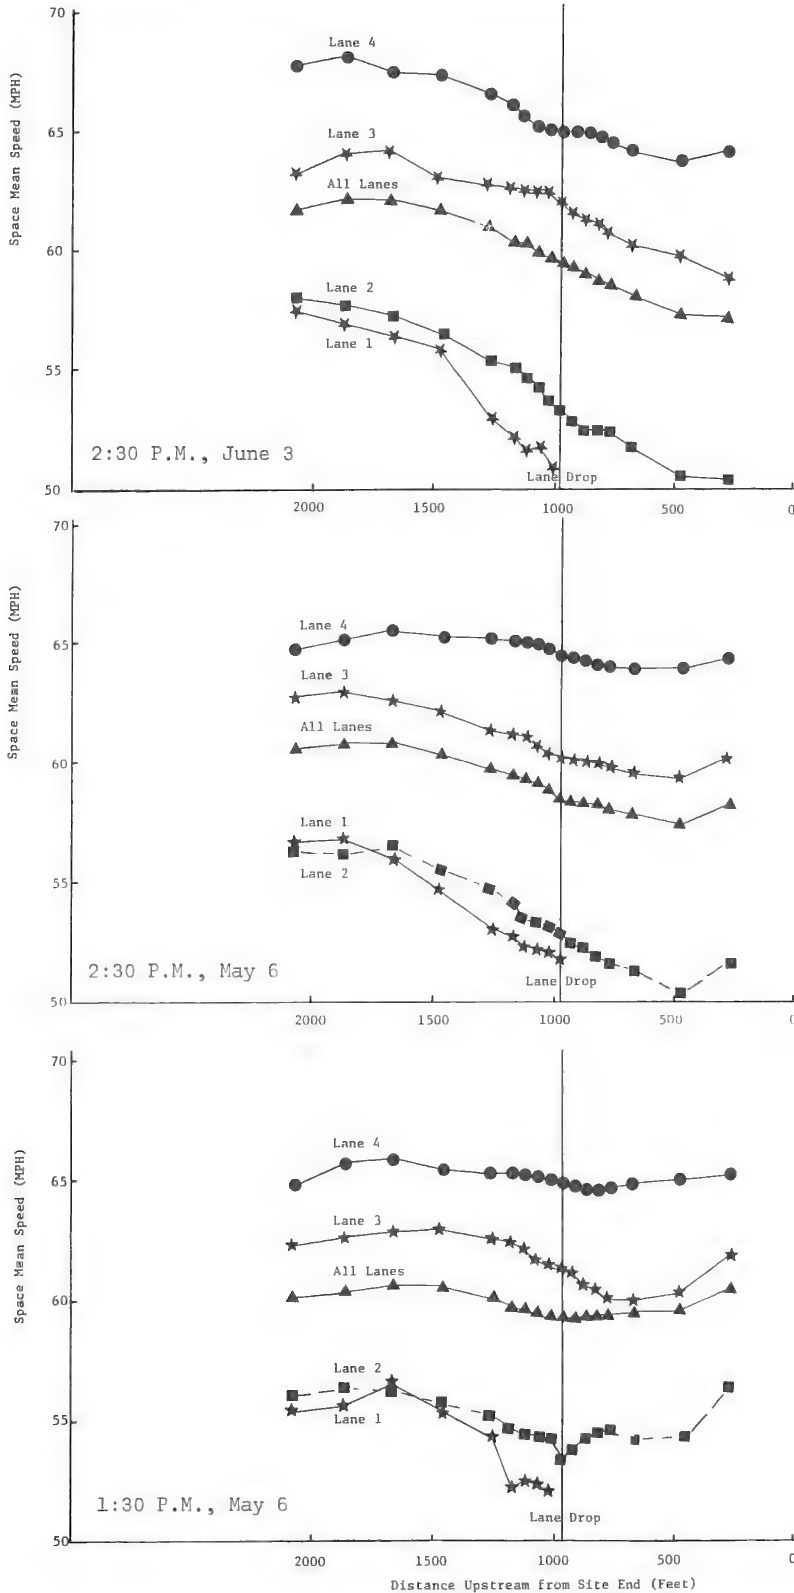 70
Lane 4
65
Lane 3
All Lanes
60
Lane 2
Lane 1
55
2:30 P.M., June 3
Lane Drop
50
2000 1500 1000 500 0
Space Mean Speed (MPH)
70
Lane 4
65
Lane 3
All Lanes
60
Lane 1
Lane 2
55
2:30 P.M., May 6
Lane Drop
50
2000 1500 1000 500 0
Space Mean Speed (MPH)
70
Lane 4
65
Lane 3
All Lanes
60
Lane 2
Lane 1
55
1:30 P.M., May 6
Lane Drop
50
2000 1500 1000 500 0
Space Mean Speed (MPH)
Distance Upstream from Site End (Feet)